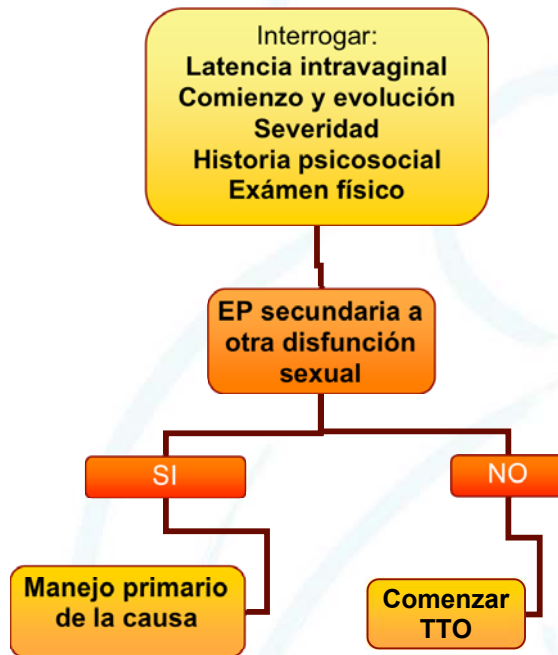 Interrogar:
Latencia intravaginal
Comienzo y evolución
Severidad
Historia psicosocial
Exámen físico
EP secundaria a
otra disfunción
sexual
SI
NO
Manejo primario
de la causa
Comenzar
TTO